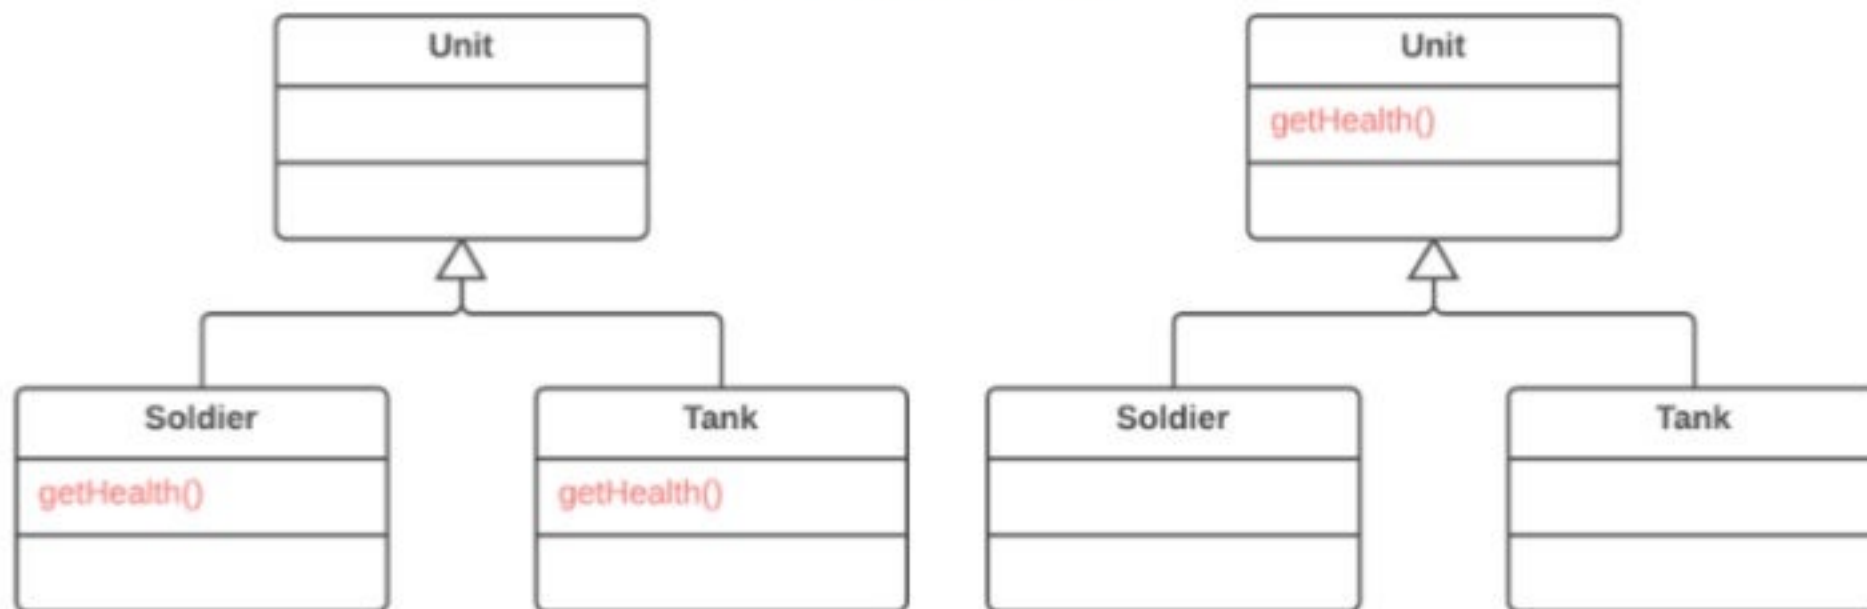 Unit
Soldier
getHealth()
Tank
getHealth()
Unit
getHealth()
Soldier
Tank